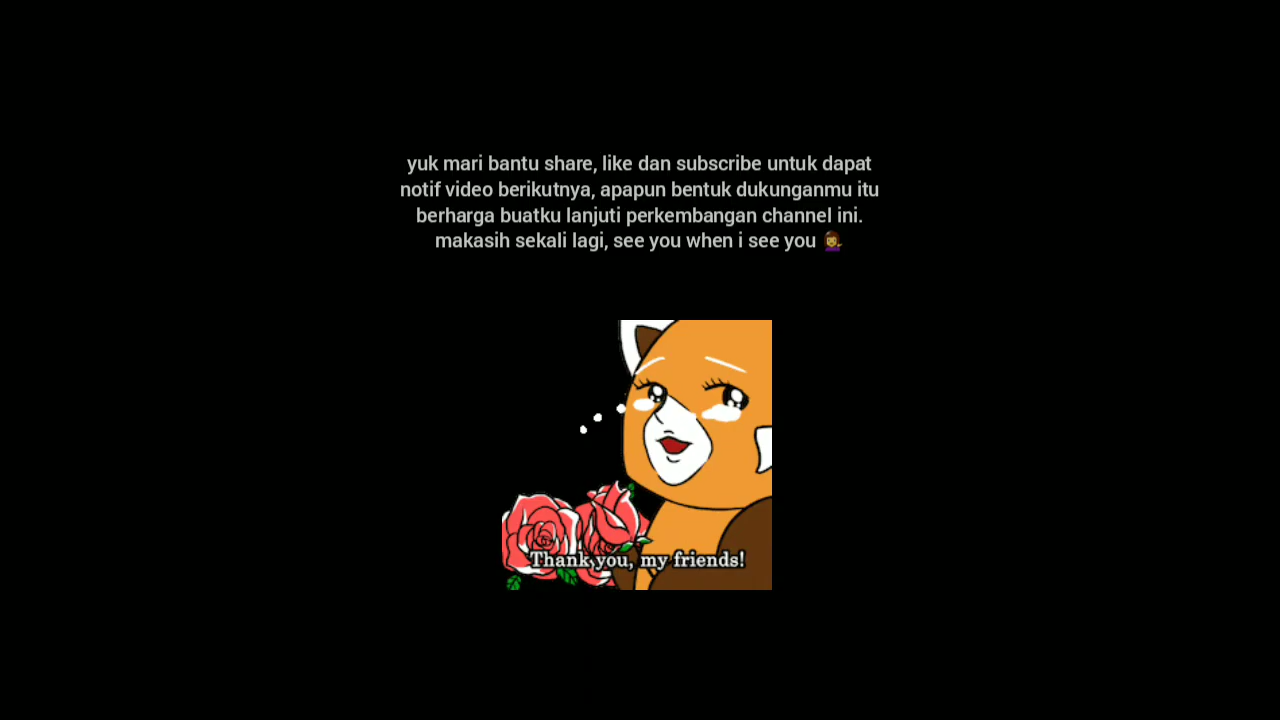 yuk mari bantu share, like dan subscribe untuk dapat
notif video berikutnya, apapun bentuk dukunganmu itu
berharga buatku lanjuti perkembangan channel ini.
makasih sekali lagi, see you when i see you 💁‍♀️
Thank you, my friends!